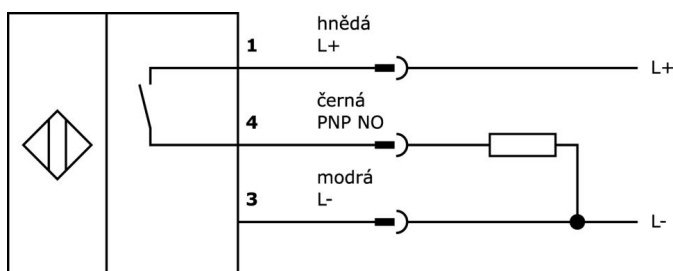 hnědá
1 L+
L+
černá
4 PNP NO
modrá
3 L-
L-